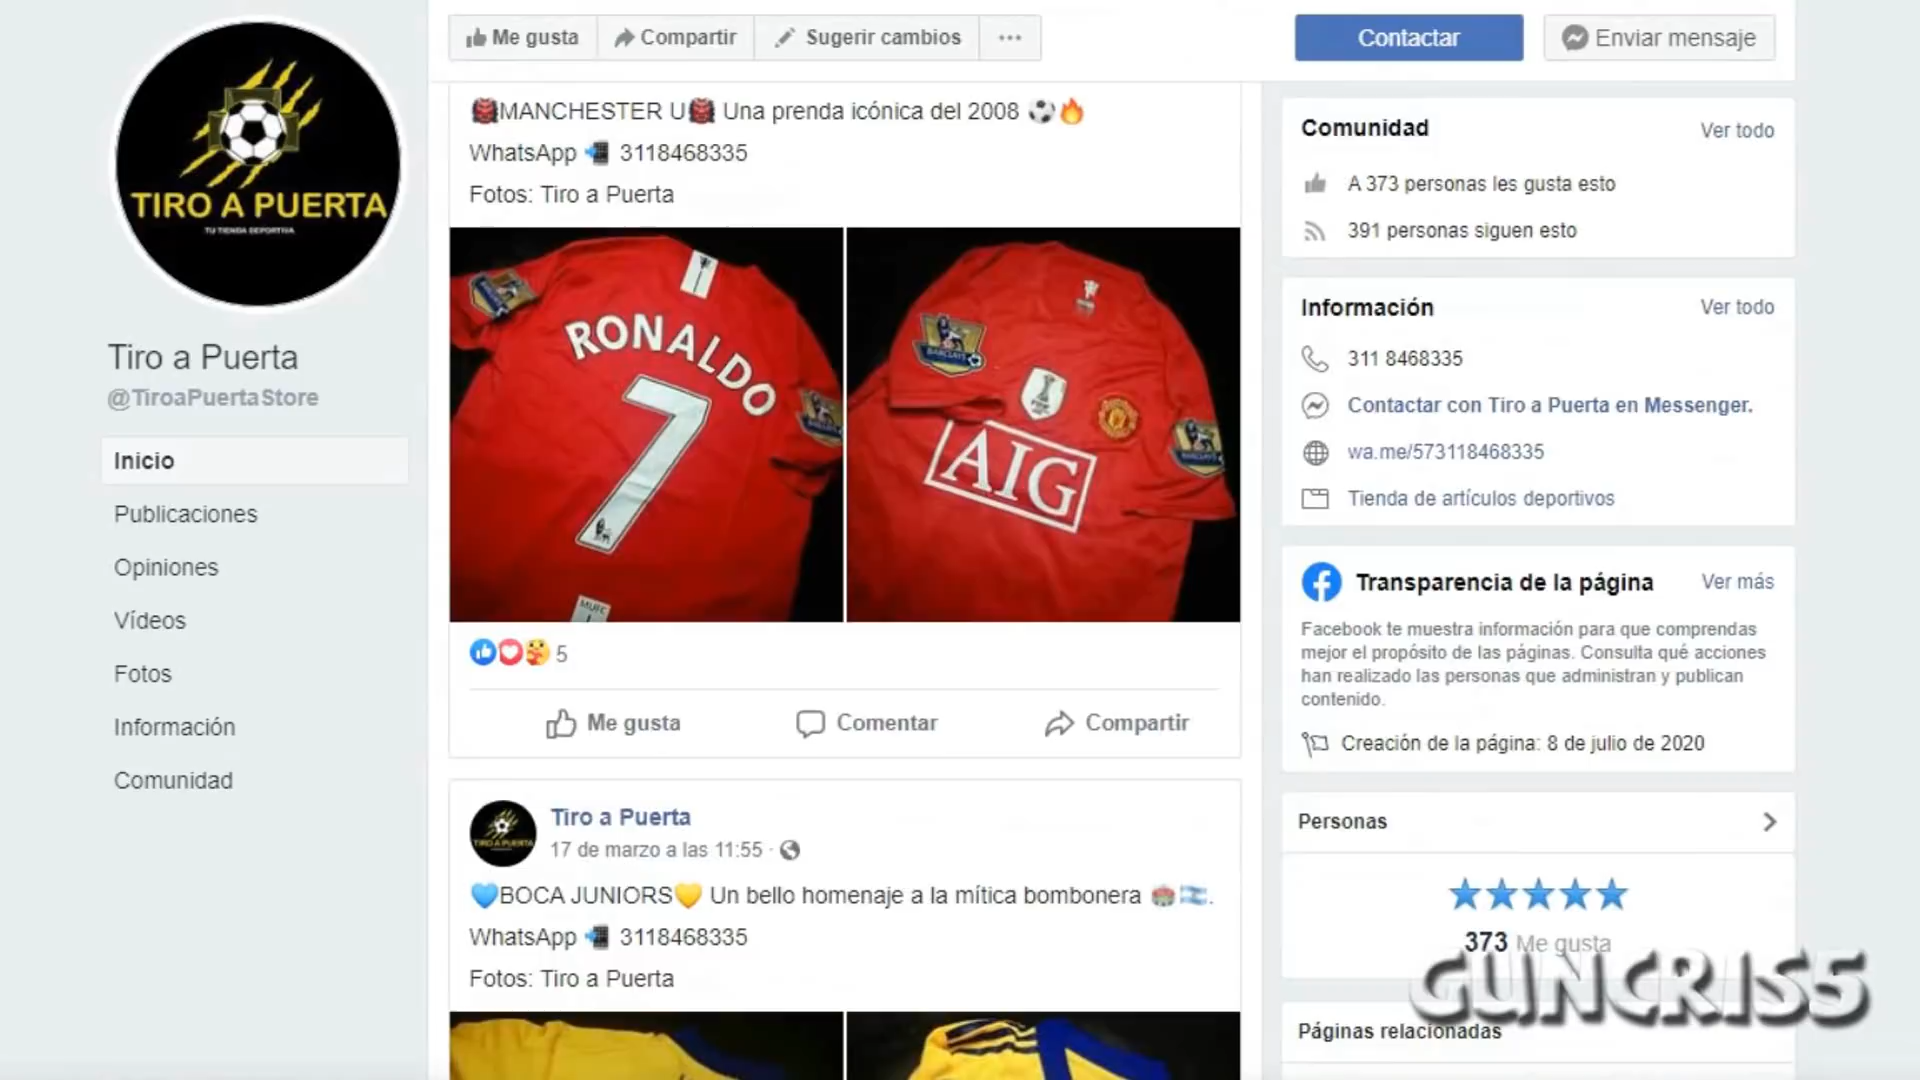 TIRO A PUERTA
TU TIENDA DEPORTIVA
Tiro a Puerta
@TiroaPuertaStore
Inicio
Publicaciones
Opiniones
Vídeos
Fotos
Información
Comunidad
Me gusta
Compartir
Sugerir cambios
Contactar
Enviar mensaje
MANCHESTER U Una prenda icónica del 2008
WhatsApp 3118468335
Fotos: Tiro a Puerta
RONALDO
7
MUFC
BARCLAYS
AIG
5
Me gusta
Comentar
Compartir
Tiro a Puerta
17 de marzo a las 11:55 ·
BOCA JUNIORS Un bello homenaje a la mítica bombonera .
WhatsApp 3118468335
Fotos: Tiro a Puerta
Comunidad
Ver todo
A 373 personas les gusta esto
391 personas siguen esto
Información
Ver todo
311 8468335
Contactar con Tiro a Puerta en Messenger.
wa.me/573118468335
Tienda de artículos deportivos
Transparencia de la página
Ver más
Facebook te muestra información para que comprendas
mejor el propósito de las páginas. Consulta qué acciones
han realizado las personas que administran y publican
contenido.
Creación de la página: 8 de julio de 2020
Personas
373 Me gusta
GUNCRIS5
Páginas relacionadas